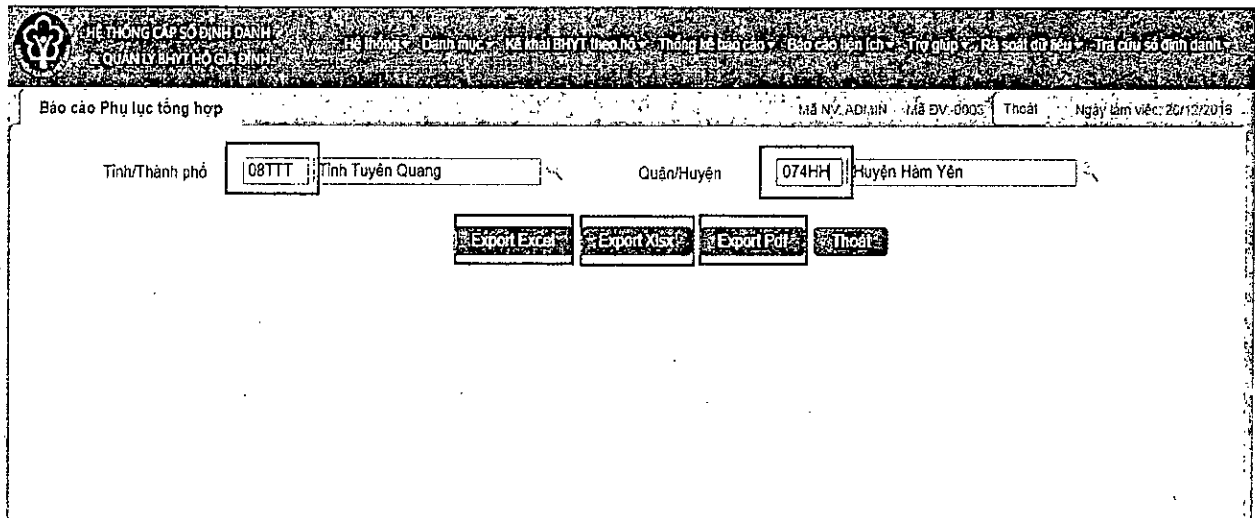 HỆ THỐNG CẤP SỐ ĐỊNH DANH
& QUẢN LÝ BHYT HỘ GIA ĐÌNH
Hệ thống Danh mục Kê khai BHYT theo hộ Thống kê báo cáo Báo cáo tiện ích Trợ giúp Rà soát dữ liệu Tra cứu số định danh
Báo cáo Phụ lục tổng hợp Mã NV: ADMIN Mã ĐV: 0003 Thoát Ngày làm việc: 26/12/2016
Tỉnh/Thành phố 08TTT Tỉnh Tuyên Quang Quận/Huyện 074HH Huyện Hàm Yên
Export Excel Export Xlsx Export Pdf Thoát